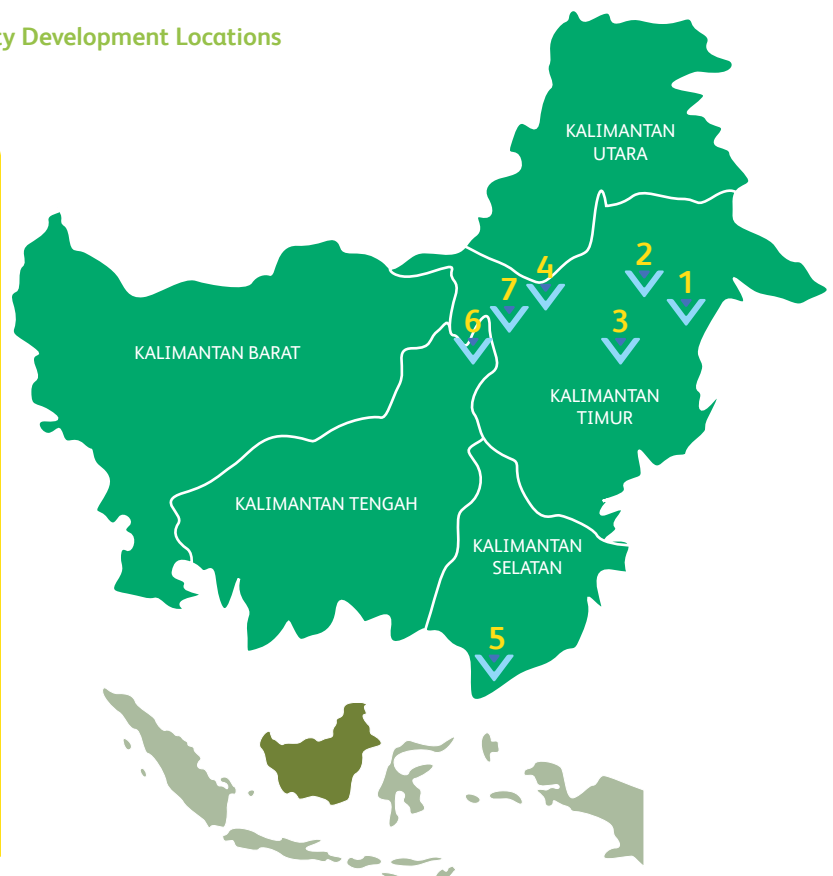 y Development Locations
KALIMANTAN
UTARA
2
4
1
7
3
6
KALIMANTAN BARAT
KALIMANTAN
TIMUR
KALIMANTAN TENGAH
KALIMANTAN
SELATAN
5